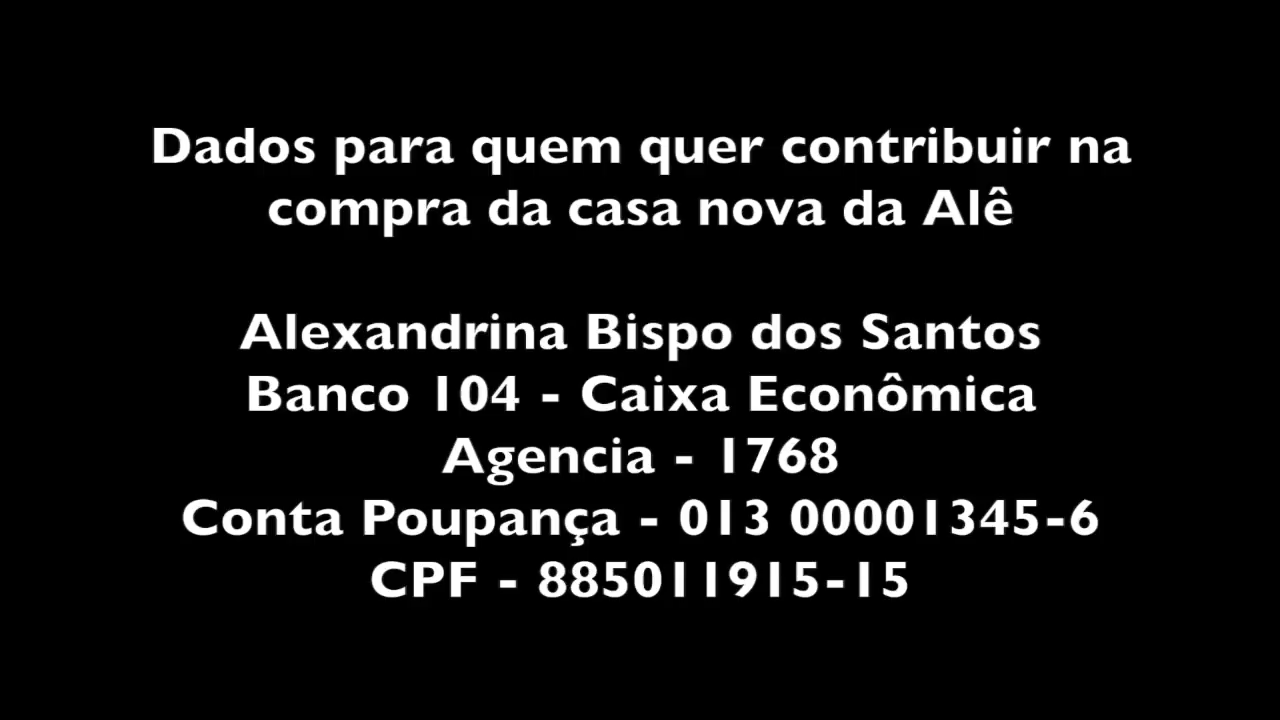 Dados para quem quer contribuir na
compra da casa nova da Alê
Alexandrina Bispo dos Santos
Banco 104 - Caixa Econômica
Agencia - 1768
Conta Poupança - 013 00001345-6
CPF - 885011915-15